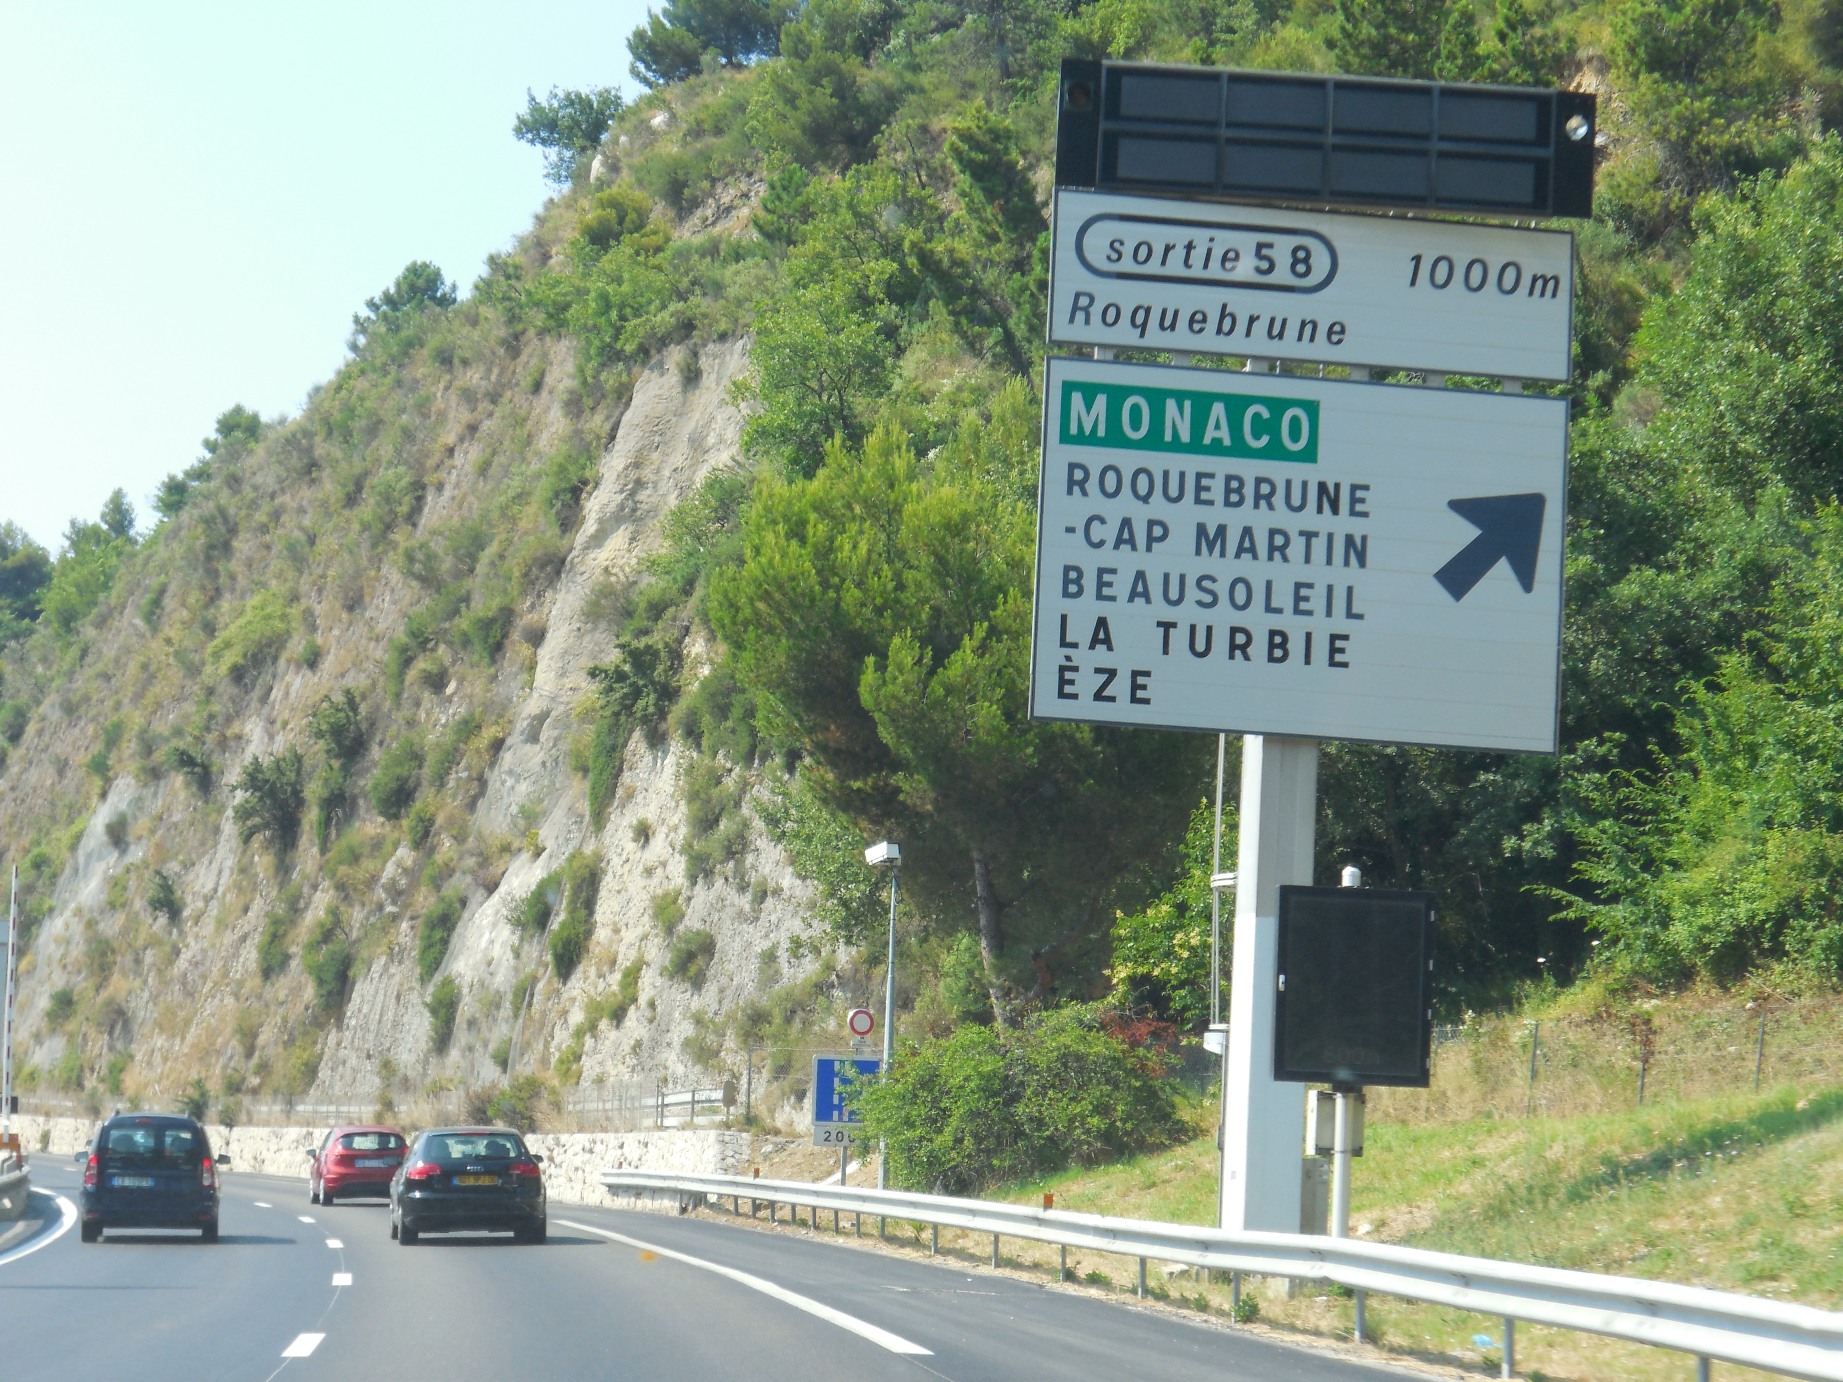 sortie 58 1000m
Roquebrune
MONACO
ROQUEBRUNE
-CAP MARTIN
BEAUSOLEIL
LA TURBIE
ÈZE